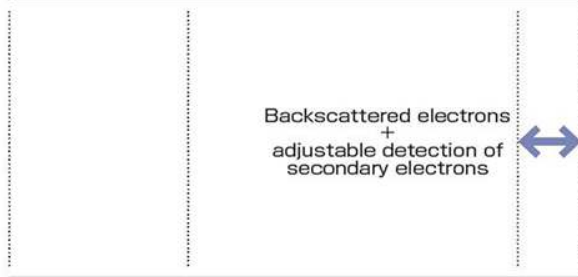 Backscattered electrons
+
adjustable detection of
secondary electrons